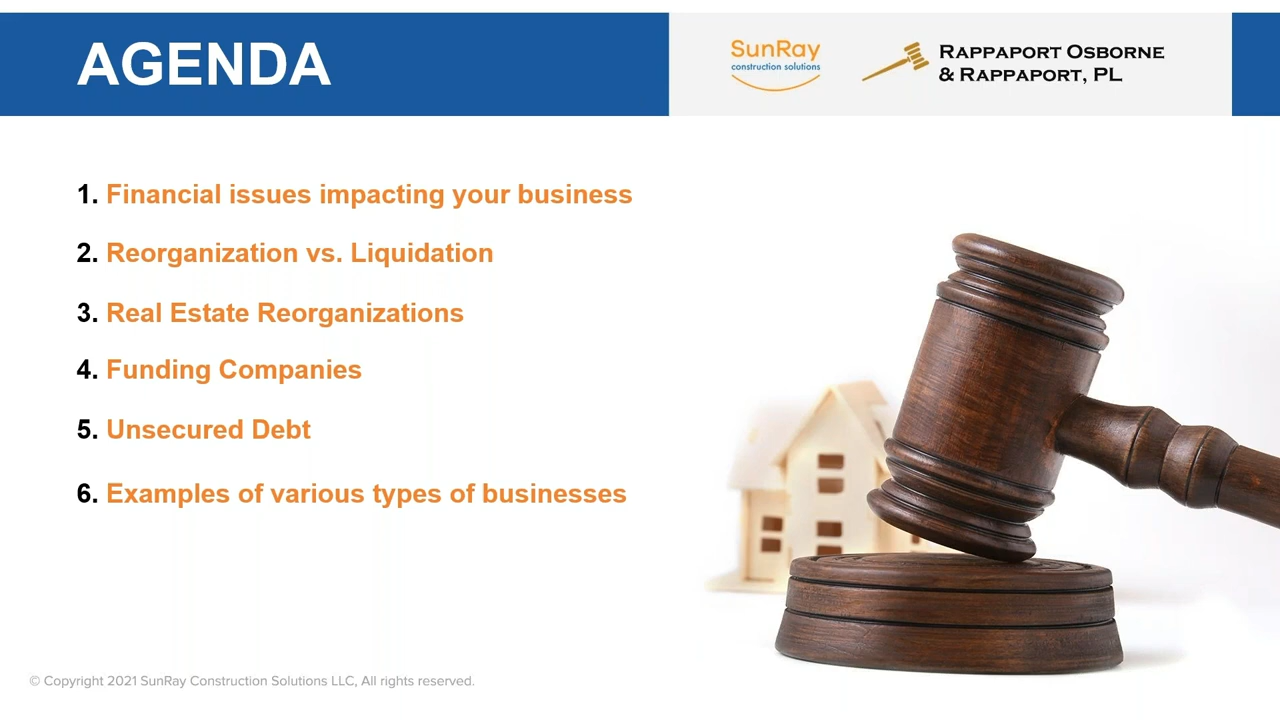 AGENDA
SunRay
construction solutions
RAPPAPORT OSBORNE
& RAPPAPORT, PL
1. Financial issues impacting your business
2. Reorganization vs. Liquidation
3. Real Estate Reorganizations
4. Funding Companies
5. Unsecured Debt
6. Examples of various types of businesses
© Copyright 2021 SunRay Construction Solutions LLC, All rights reserved.